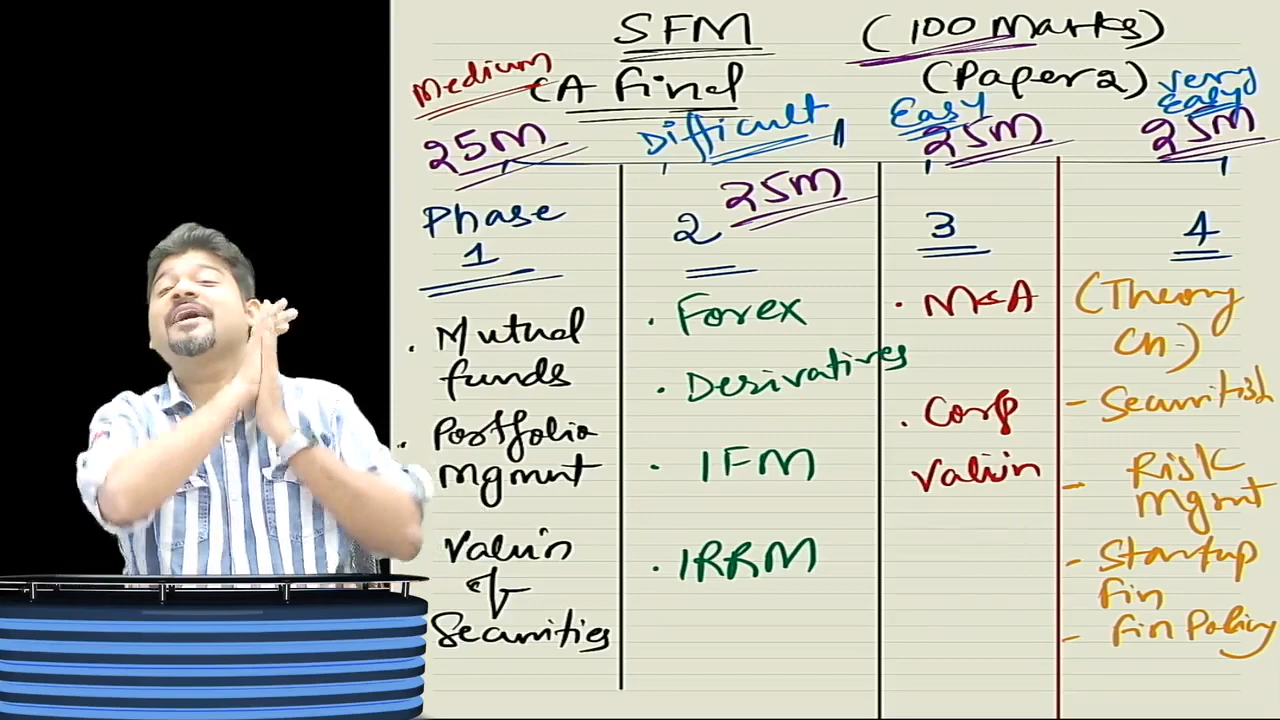 SFM (100 Marks)
CA Final (Paper 2)
Medium
25M
Phase
1
• Mutual
funds
• Portfolio
Mgmnt
Valu'n
of
Securities
Difficult
25M
2
• Forex
• Derivatives
• IFM
• IRRM
Easy
25M
3
• M&A
• Corp
Valu'n
very
Easy
25M
4
(Theory
Ch.)
- Risk
Mgmnt
- Startup
Fin
- Fin Policy